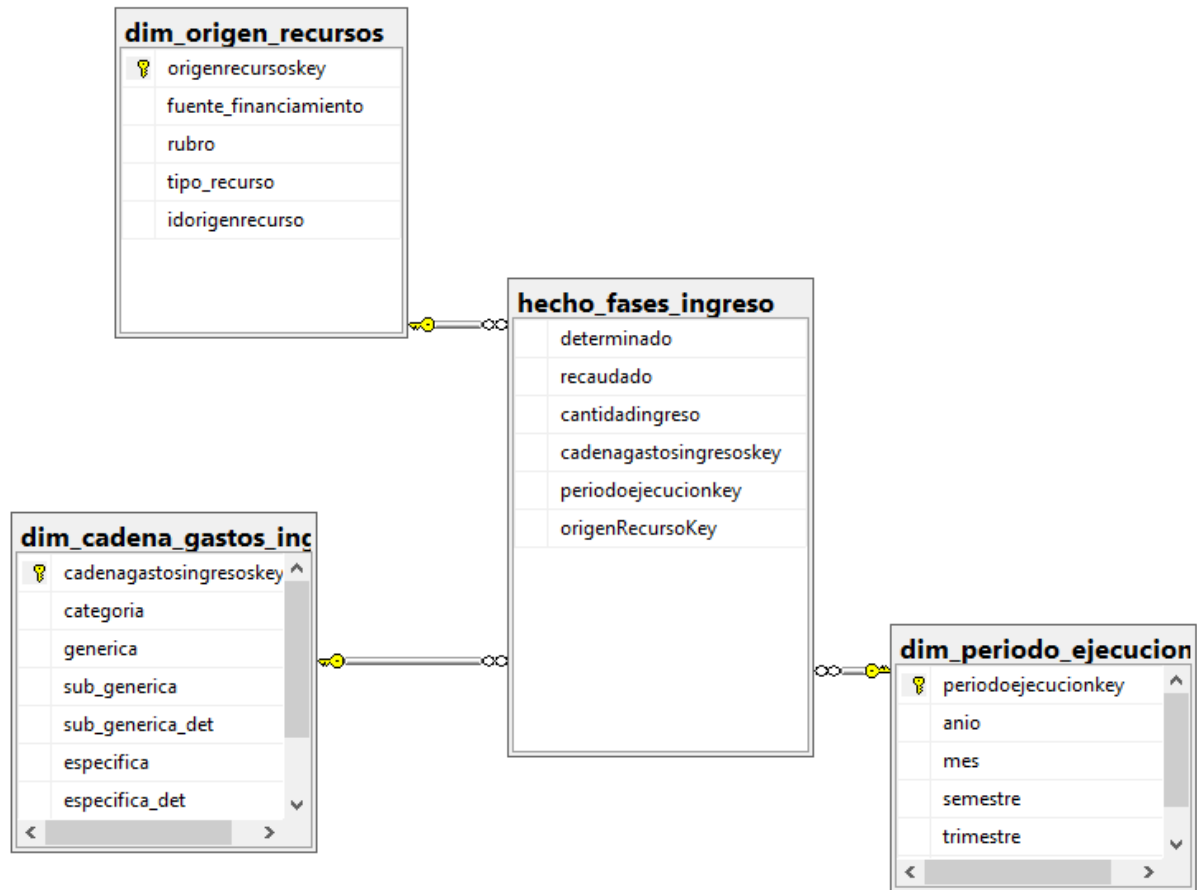 dim_origen_recursos
origenrecursoskey
fuente_financiamiento
rubro
tipo_recurso
idorigenrecurso
hecho_fases_ingreso
determinado
recaudado
cantidadingreso
cadenagastosingresoskey
periodoejecucionkey
origenRecursoKey
dim_cadena_gastos_ing
cadenagastosingresoskey
categoria
generica
sub_generica
sub_generica_det
especifica
especifica_det
dim_periodo_ejecucion
periodoejecucionkey
anio
mes
semestre
trimestre